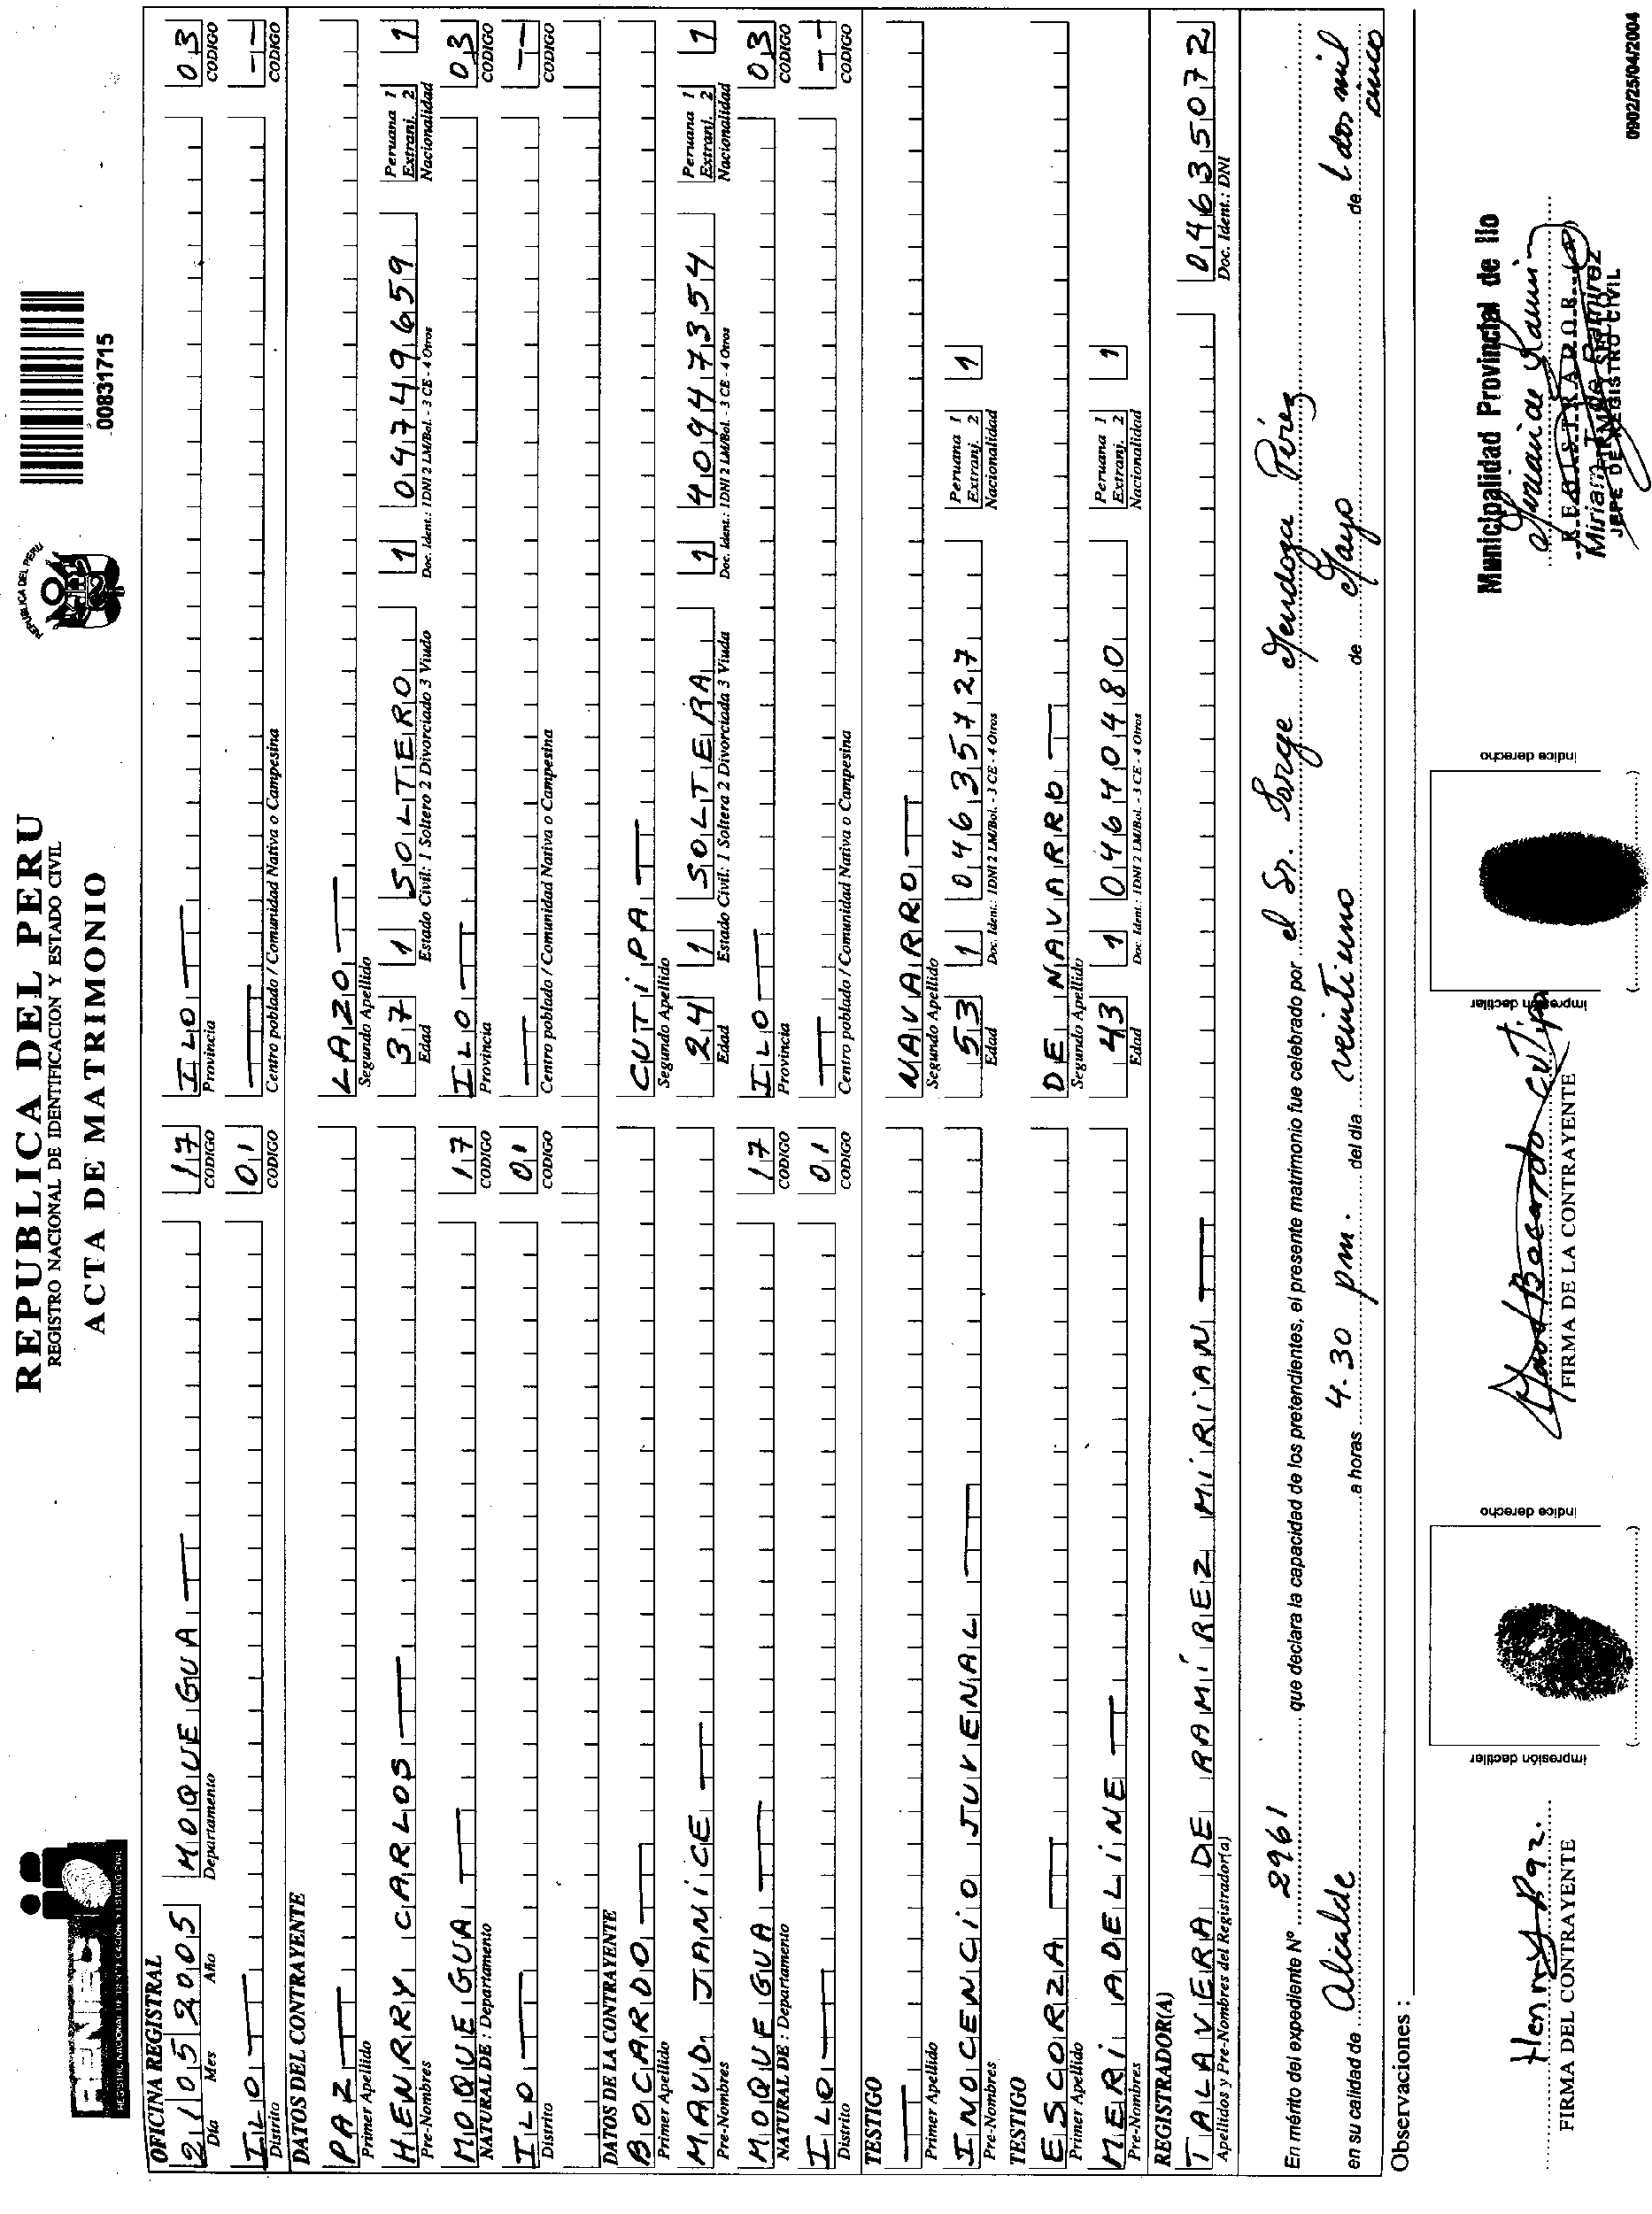 RENIEC
REGISTRO NACIONAL DE IDENTIFICACION Y ESTADO CIVIL
REPUBLICA DEL PERU
REGISTRO NACIONAL DE IDENTIFICACION Y ESTADO CIVIL
ACTA DE MATRIMONIO
REPUBLICA DEL PERU
00831715
OFICINA REGISTRAL
21 05 2005 MOQUEGUA 17 ILO 03
Día Mes Año Departamento CODIGO Provincia CODIGO
ILO 01 --
Distrito CODIGO Centro poblado / Comunidad Nativa o Campesina CODIGO
DATOS DEL CONTRAYENTE
PAZ LAZO
Primer Apellido Segundo Apellido
HENRRY CARLOS 37 1 SOLTERO 1 04749659 Peruana 1 Extranj. 2 1
Pre-Nombres Edad Estado Civil: 1 Soltero 2 Divorciado 3 Viudo Doc. Ident.: 1DNI 2 LM/Bol. - 3 CE - 4 Otros Nacionalidad
MOQUEGUA 17 ILO 03
NATURAL DE : Departamento CODIGO Provincia CODIGO
ILO 01 --
Distrito CODIGO Centro poblado / Comunidad Nativa o Campesina CODIGO
DATOS DE LA CONTRAYENTE
BOCARDO CUTIPA
Primer Apellido Segundo Apellido
MAUD JANICE 24 1 SOLTERA 1 40947354 Peruana 1 Extranj. 2 1
Pre-Nombres Edad Estado Civil: 1 Soltera 2 Divorciada 3 Viuda Doc. Ident.: 1DNI 2 LM/Bol. - 3 CE - 4 Otros Nacionalidad
MOQUEGUA 17 ILO 03
NATURAL DE : Departamento CODIGO Provincia CODIGO
ILO 01 --
Distrito CODIGO Centro poblado / Comunidad Nativa o Campesina CODIGO
TESTIGO
NAVARRO
Primer Apellido Segundo Apellido
INOCENCIO JUVENAL 53 1 04635727 Peruana 1 Extranj. 2 1
Pre-Nombres Edad Doc. Ident.: 1DNI 2 LM/Bol. - 3 CE - 4 Otros Nacionalidad
TESTIGO
ESCORZA DE NAVARRO
Primer Apellido Segundo Apellido
MERI ADELINE 43 1 04640480 Peruana 1 Extranj. 2 1
Pre-Nombres Edad Doc. Ident.: 1DNI 2 LM/Bol. - 3 CE - 4 Otros Nacionalidad
REGISTRADOR(A)
TALAVERA DE RAMIREZ MIRIAN 04635072
Apellidos y Pre-Nombres del Registrador(a) Doc. Ident.: DNI
En mérito del expediente Nº 2961 que declara la capacidad de los pretendientes, el presente matrimonio fue celebrado por el Sr. Jorge Mendoza Pérez
en su calidad de Alcalde a horas 4.30 pm. del día veintiuno de Mayo de dos mil cinco
Observaciones :
Henrry Paz.
FIRMA DEL CONTRAYENTE
impresión dactilar
índice derecho
Maud Bocardo Cutipa
FIRMA DE LA CONTRAYENTE
impresión dactilar
índice derecho
Municipalidad Provincial de Ilo
REGISTRADOR (a)
Miriam T. de Ramirez
FIRMA Y SELLO
JEFE DE REGISTRO CIVIL
0902/25/04/2004